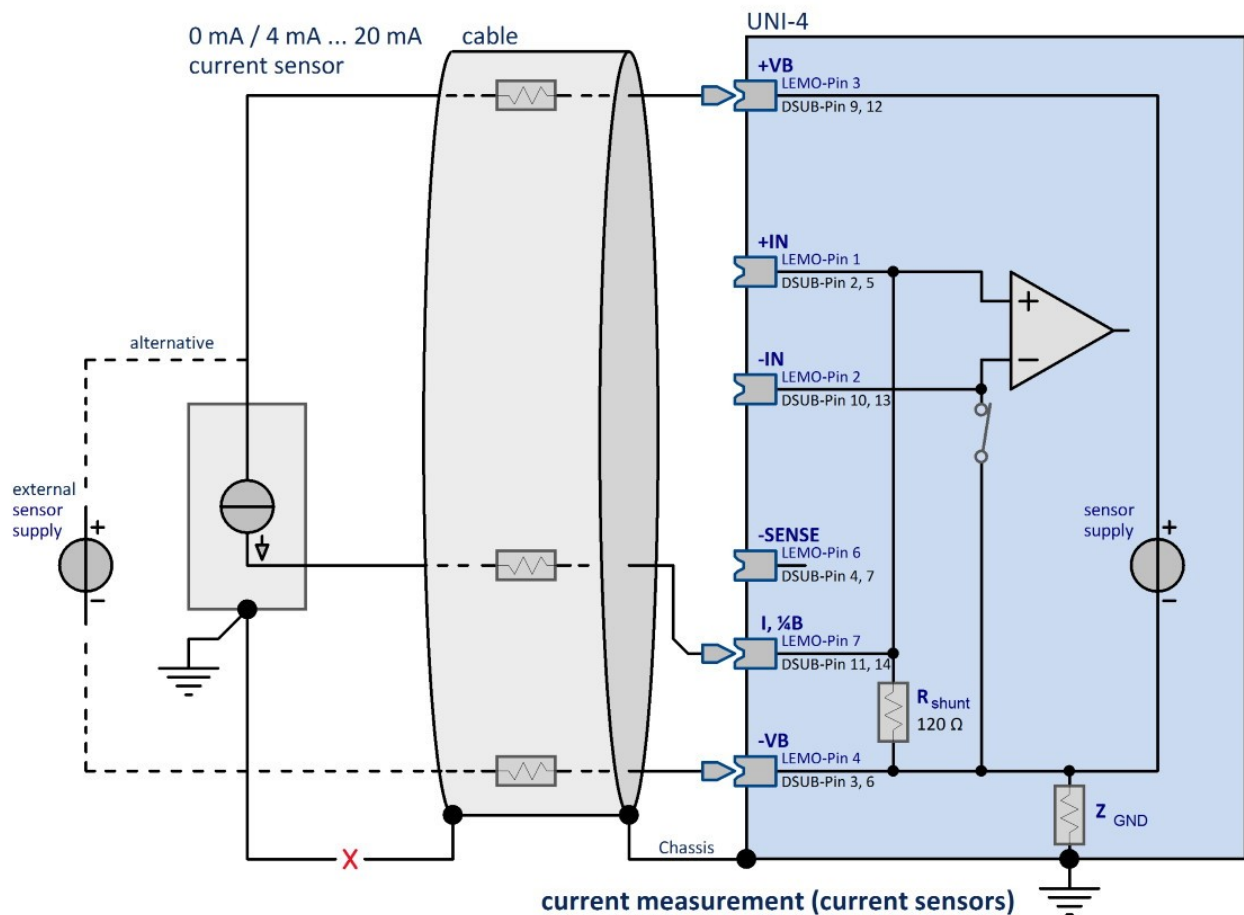 UNI-4
0 mA / 4 mA ... 20 mA
current sensor
cable
+VB
LEMO-Pin 3
DSUB-Pin 9, 12
+IN
LEMO-Pin 1
DSUB-Pin 2, 5
+
−
-IN
LEMO-Pin 2
DSUB-Pin 10, 13
alternative
external
sensor
supply
+
−
-SENSE
LEMO-Pin 6
DSUB-Pin 4, 7
sensor
supply
+
−
I, ¼B
LEMO-Pin 7
DSUB-Pin 11, 14
R shunt
120 Ω
-VB
LEMO-Pin 4
DSUB-Pin 3, 6
Z GND
X
Chassis
current measurement (current sensors)